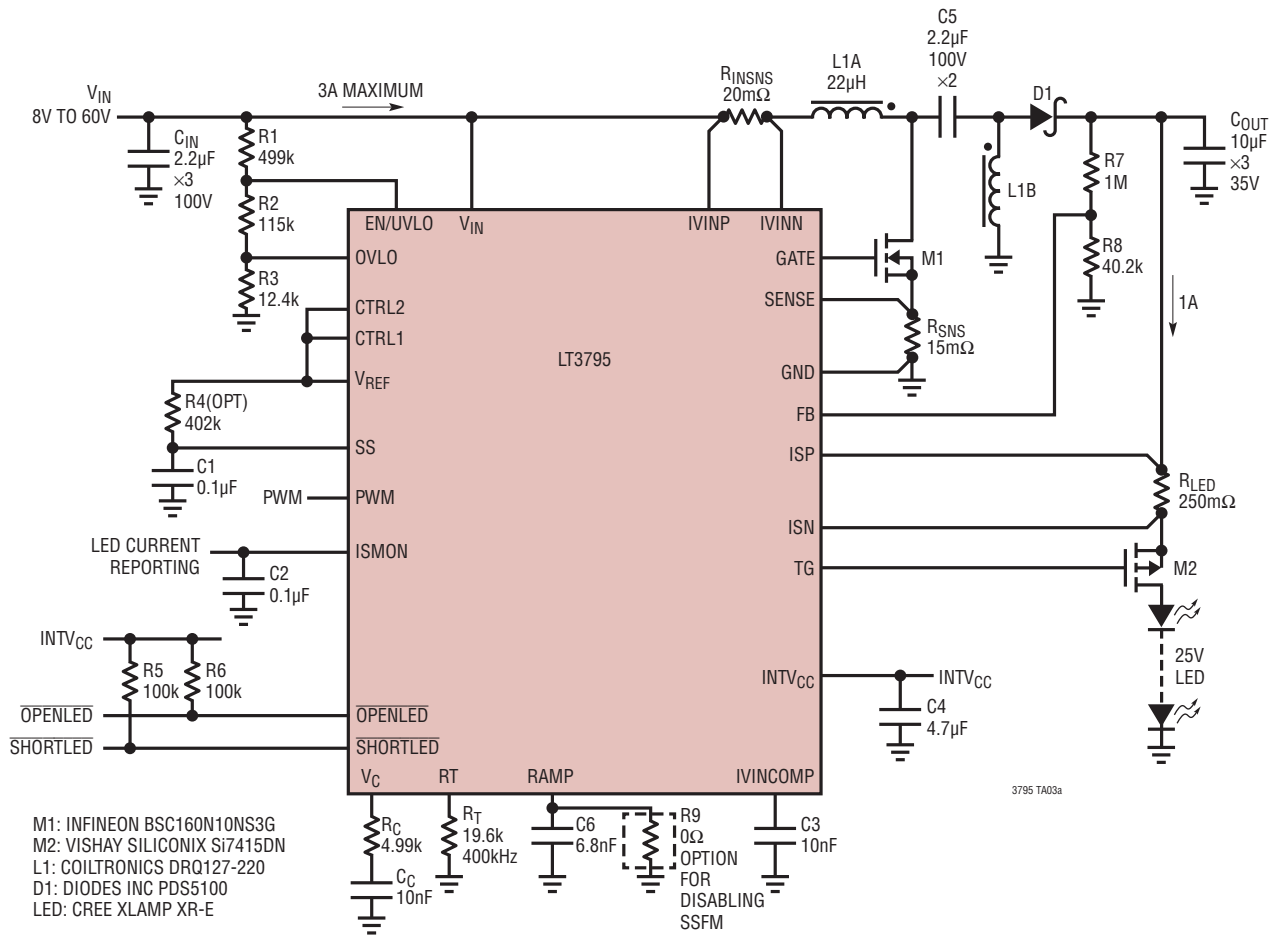 V_IN
8V TO 60V
3A MAXIMUM
C_IN
2.2µF
×3
100V
R1
499k
R2
115k
R3
12.4k
R_INSNS
20mΩ
L1A
22µH
C5
2.2µF
100V
×2
D1
L1B
R7
1M
R8
40.2k
C_OUT
10µF
×3
35V
1A
EN/UVLO
V_IN
IVINP
IVINN
OVLO
CTRL2
CTRL1
V_REF
SS
PWM
PWM
ISMON
LT3795
GATE
SENSE
GND
FB
ISP
ISN
TG
INTV_CC
M1
R_SNS
15mΩ
R_LED
250mΩ
M2
25V
LED
R4(OPT)
402k
C1
0.1µF
LED CURRENT
REPORTING
C2
0.1µF
INTV_CC
R5
100k
R6
100k
OPENLED
OPENLED
SHORTLED
SHORTLED
INTV_CC
C4
4.7µF
V_C
RT
RAMP
IVINCOMP
R_C
4.99k
C_C
10nF
R_T
19.6k
400kHz
C6
6.8nF
R9
0Ω
OPTION
FOR
DISABLING
SSFM
C3
10nF
3795 TA03a
M1: INFINEON BSC160N10NS3G
M2: VISHAY SILICONIX Si7415DN
L1: COILTRONICS DRQ127-220
D1: DIODES INC PDS5100
LED: CREE XLAMP XR-E